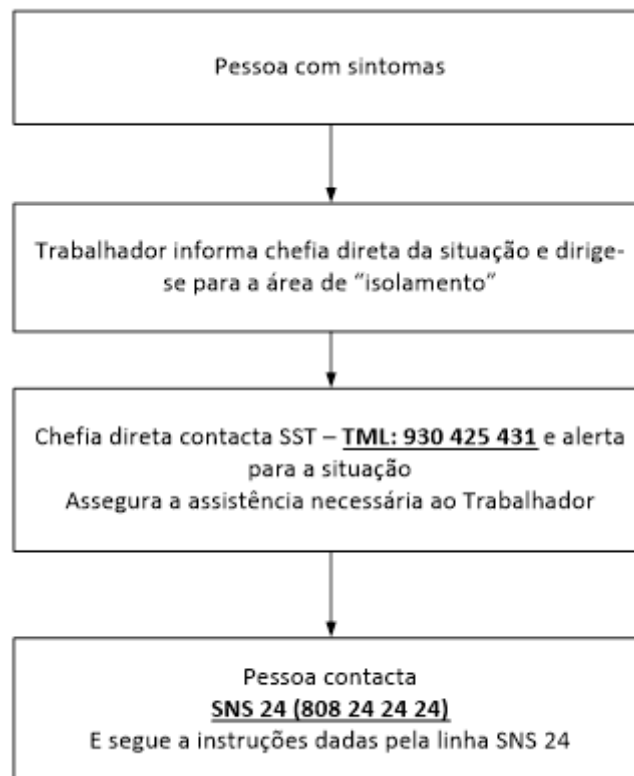 Pessoa com sintomas
Trabalhador informa chefia direta da situação e dirige-
se para a área de “isolamento”
Chefia direta contacta SST – TML: 930 425 431 e alerta
para a situação
Assegura a assistência necessária ao Trabalhador
Pessoa contacta
SNS 24 (808 24 24 24)
E segue a instruções dadas pela linha SNS 24